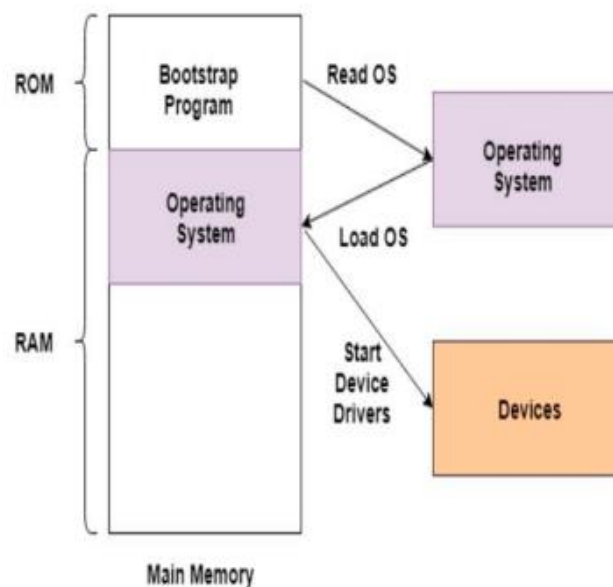 ROM
Bootstrap
Program
Read OS
Operating
System
Operating
System
Load OS
RAM
Start
Device
Drivers
Devices
Main Memory